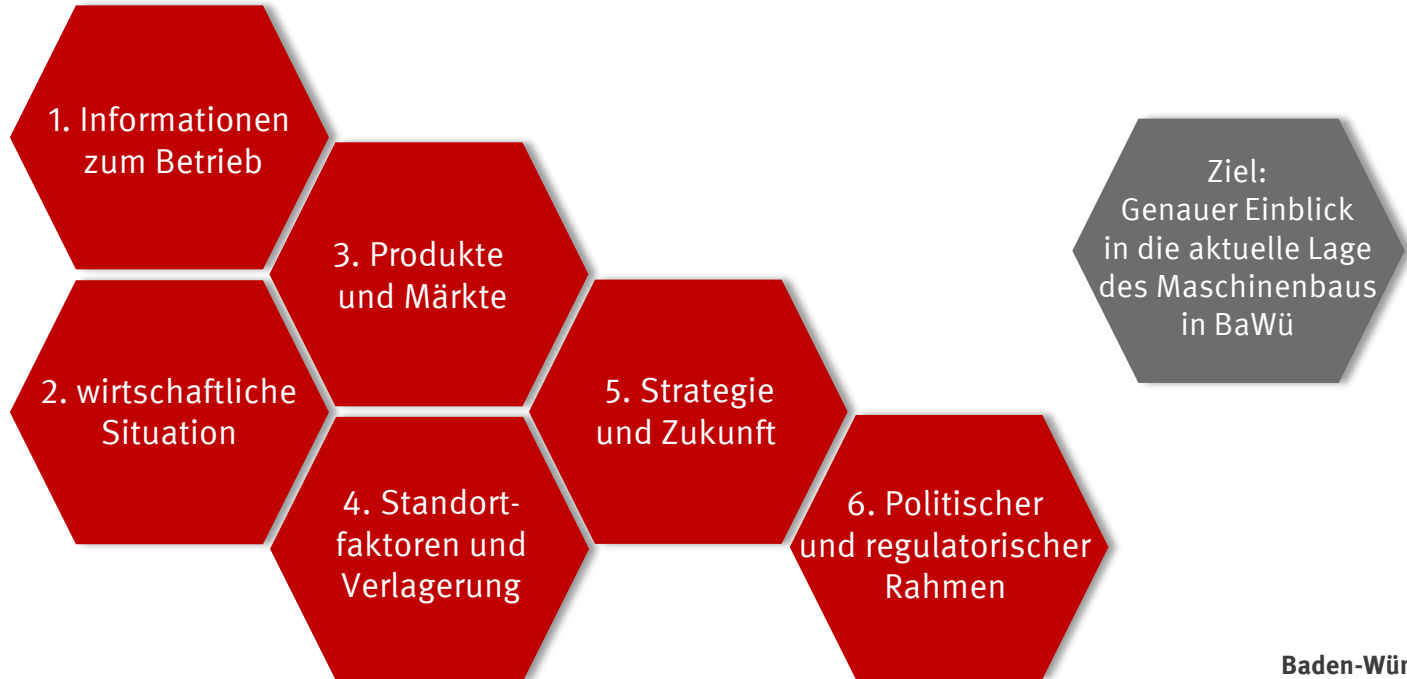 1. Informationen
zum Betrieb
2. wirtschaftliche
Situation
3. Produkte
und Märkte
4. Standort-
faktoren und
Verlagerung
5. Strategie
und Zukunft
6. Politischer
und regulatorischer
Rahmen
Ziel:
Genauer Einblick
in die aktuelle Lage
des Maschinenbaus
in BaWü